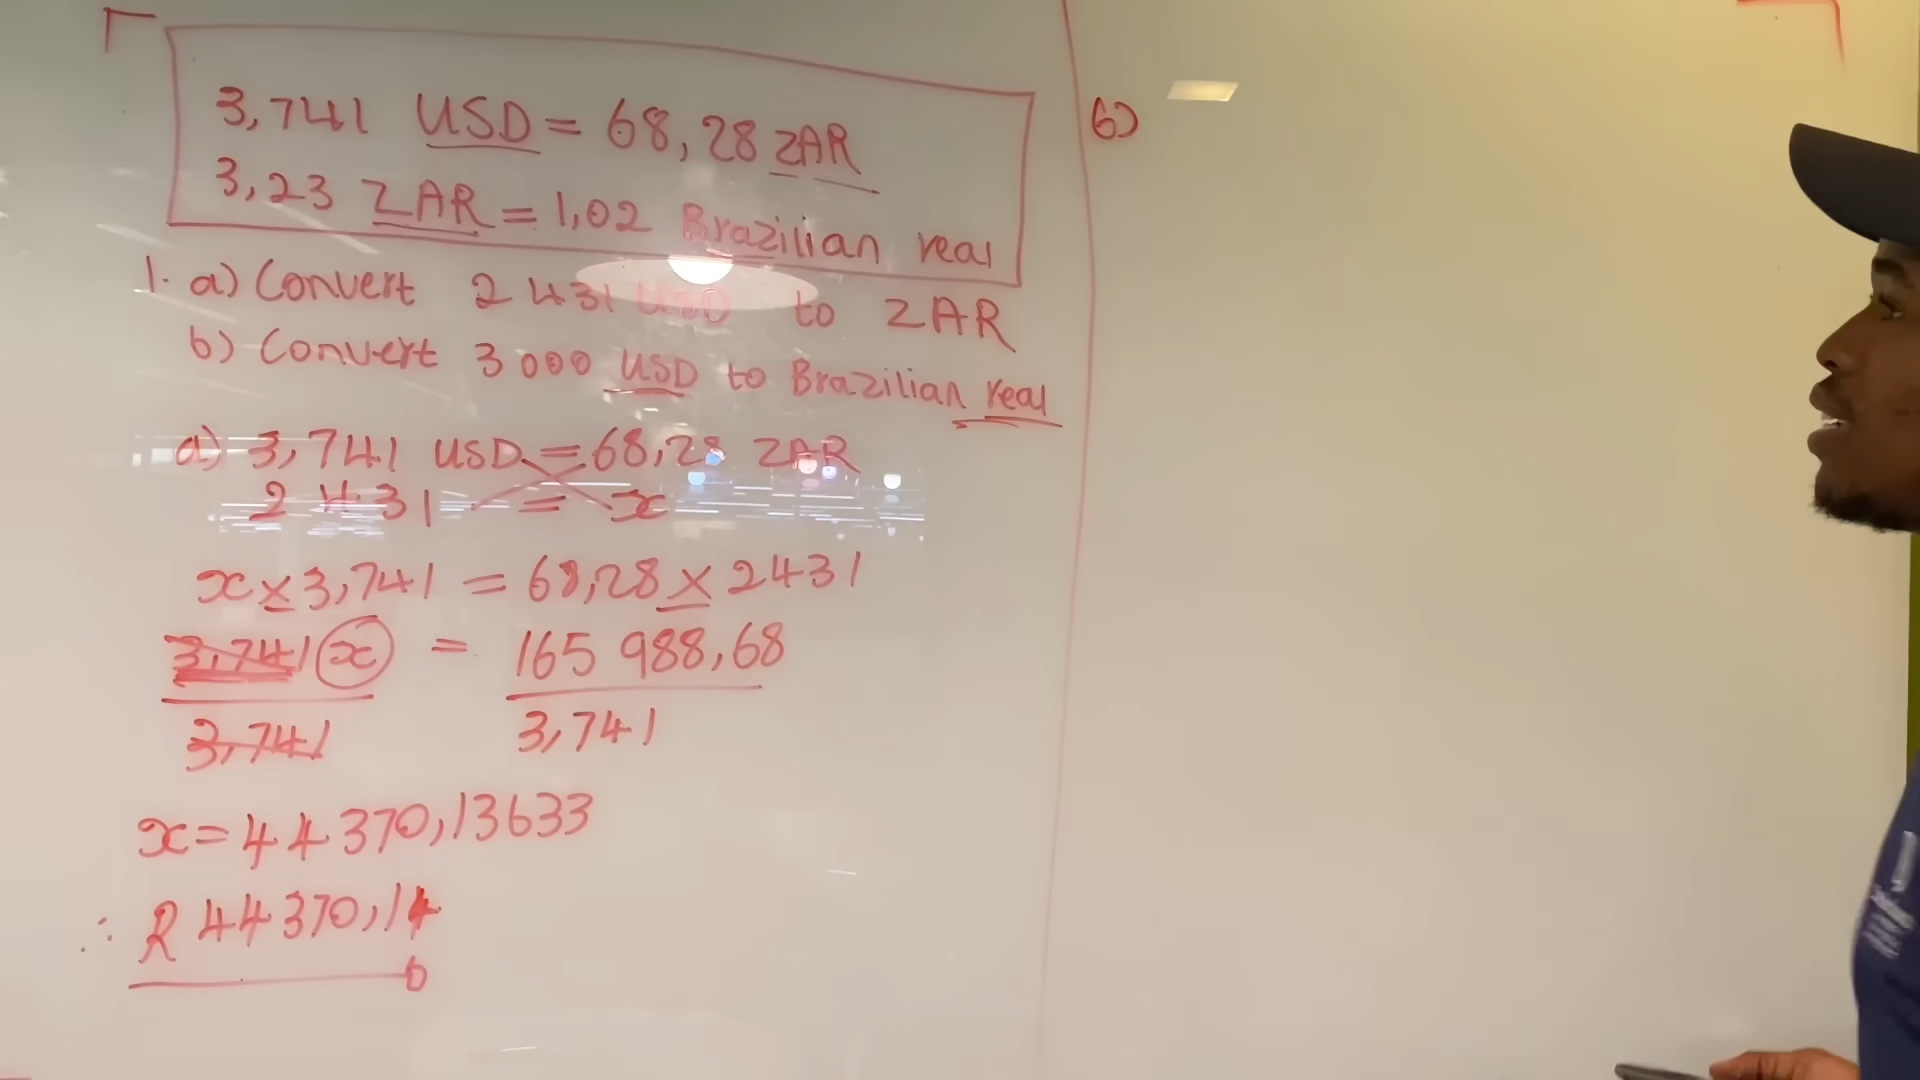 3,741 USD = 68,28 ZAR
3,23 ZAR = 1,02 Brazilian real
1. a) Convert 2 431 USD to ZAR
b) Convert 3 000 USD to Brazilian real
a) 3,741 USD = 68,28 ZAR
2 431 = x
x × 3,741 = 68,28 × 2431
3,741 x = 165 988,68
3,741 3,741
x = 44 370,13633
∴ R 44 370,14
b)